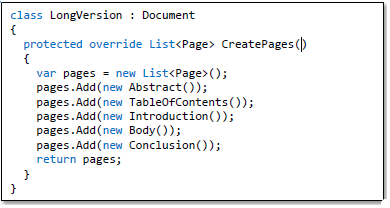 class LongVersion : Document
{
  protected override List<Page> CreatePages()
  {
    var pages = new List<Page>();
    pages.Add(new Abstract());
    pages.Add(new TableOfContents());
    pages.Add(new Introduction());
    pages.Add(new Body());
    pages.Add(new Conclusion());
    return pages;
  }
}